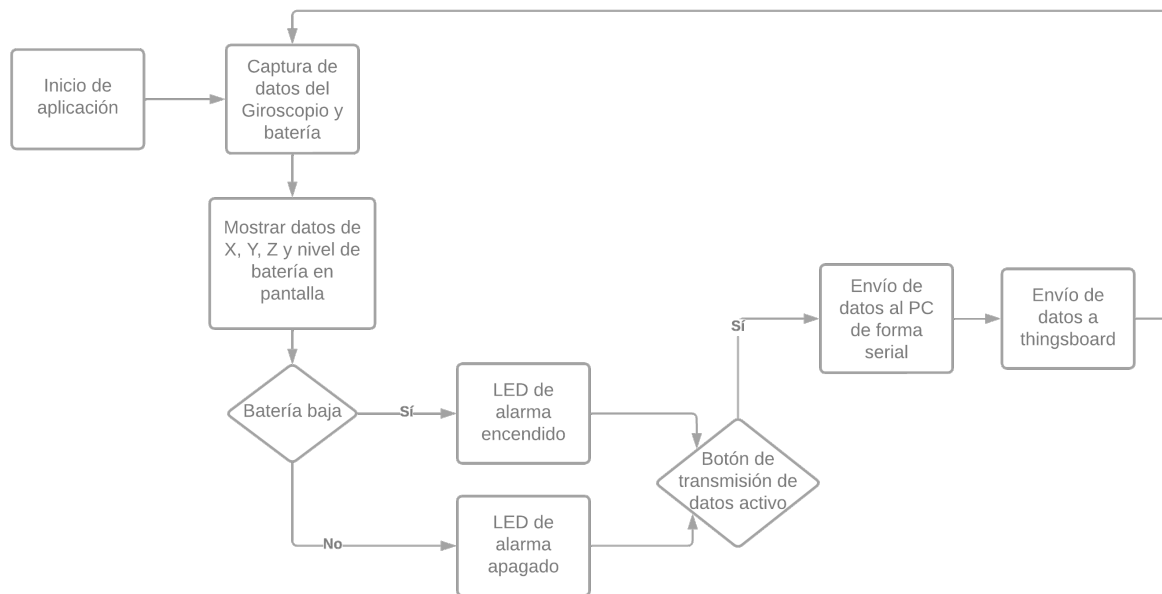 Inicio de
aplicación
Captura de
datos del
Giroscopio y
batería
Mostrar datos de
X, Y, Z y nivel de
batería en
pantalla
Batería baja
Sí
LED de
alarma
encendido
No
LED de
alarma
apagado
Botón de
transmisión de
datos activo
Sí
Envío de
datos al PC
de forma
serial
Envío de
datos a
thingsboard